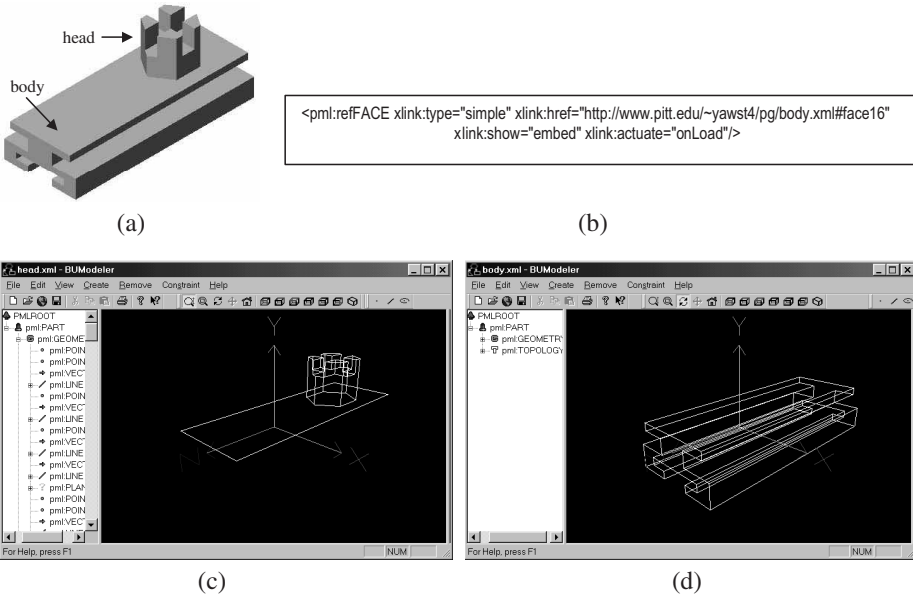 head
body
(a)
<pml:refFACE xlink:type="simple" xlink:href="http://www.pitt.edu/~yawst4/pg/body.xml#face16"
xlink:show="embed" xlink:actuate="onLoad"/>
(b)
head.xml - BUModeler
File Edit View Create Remove Constraint Help
PMLROOT
pml:PART
pml:GEOME
pml:POIN
pml:POIN
pml:VECT
pml:LINE
pml:POIN
pml:VECT
pml:LINE
pml:POIN
pml:VECT
pml:LINE
pml:LINE
pml:PLAN
pml:POIN
pml:POIN
pml:VECT
Y
X
Z
For Help, press F1
NUM
(c)
body.xml - BUModeler
File Edit View Create Remove Constraint Help
PMLROOT
pml:PART
pml:GEOMETR
pml:TOPOLOGY
Y
X
For Help, press F1
NUM
(d)